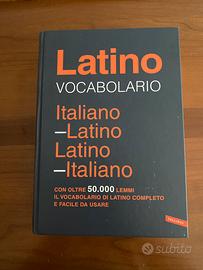 Latino
VOCABOLARIO
Italiano
–Latino
Latino
–Italiano
CON OLTRE 50.000 LEMMI
IL VOCABOLARIO DI LATINO COMPLETO
E FACILE DA USARE
VALLARDI
subito